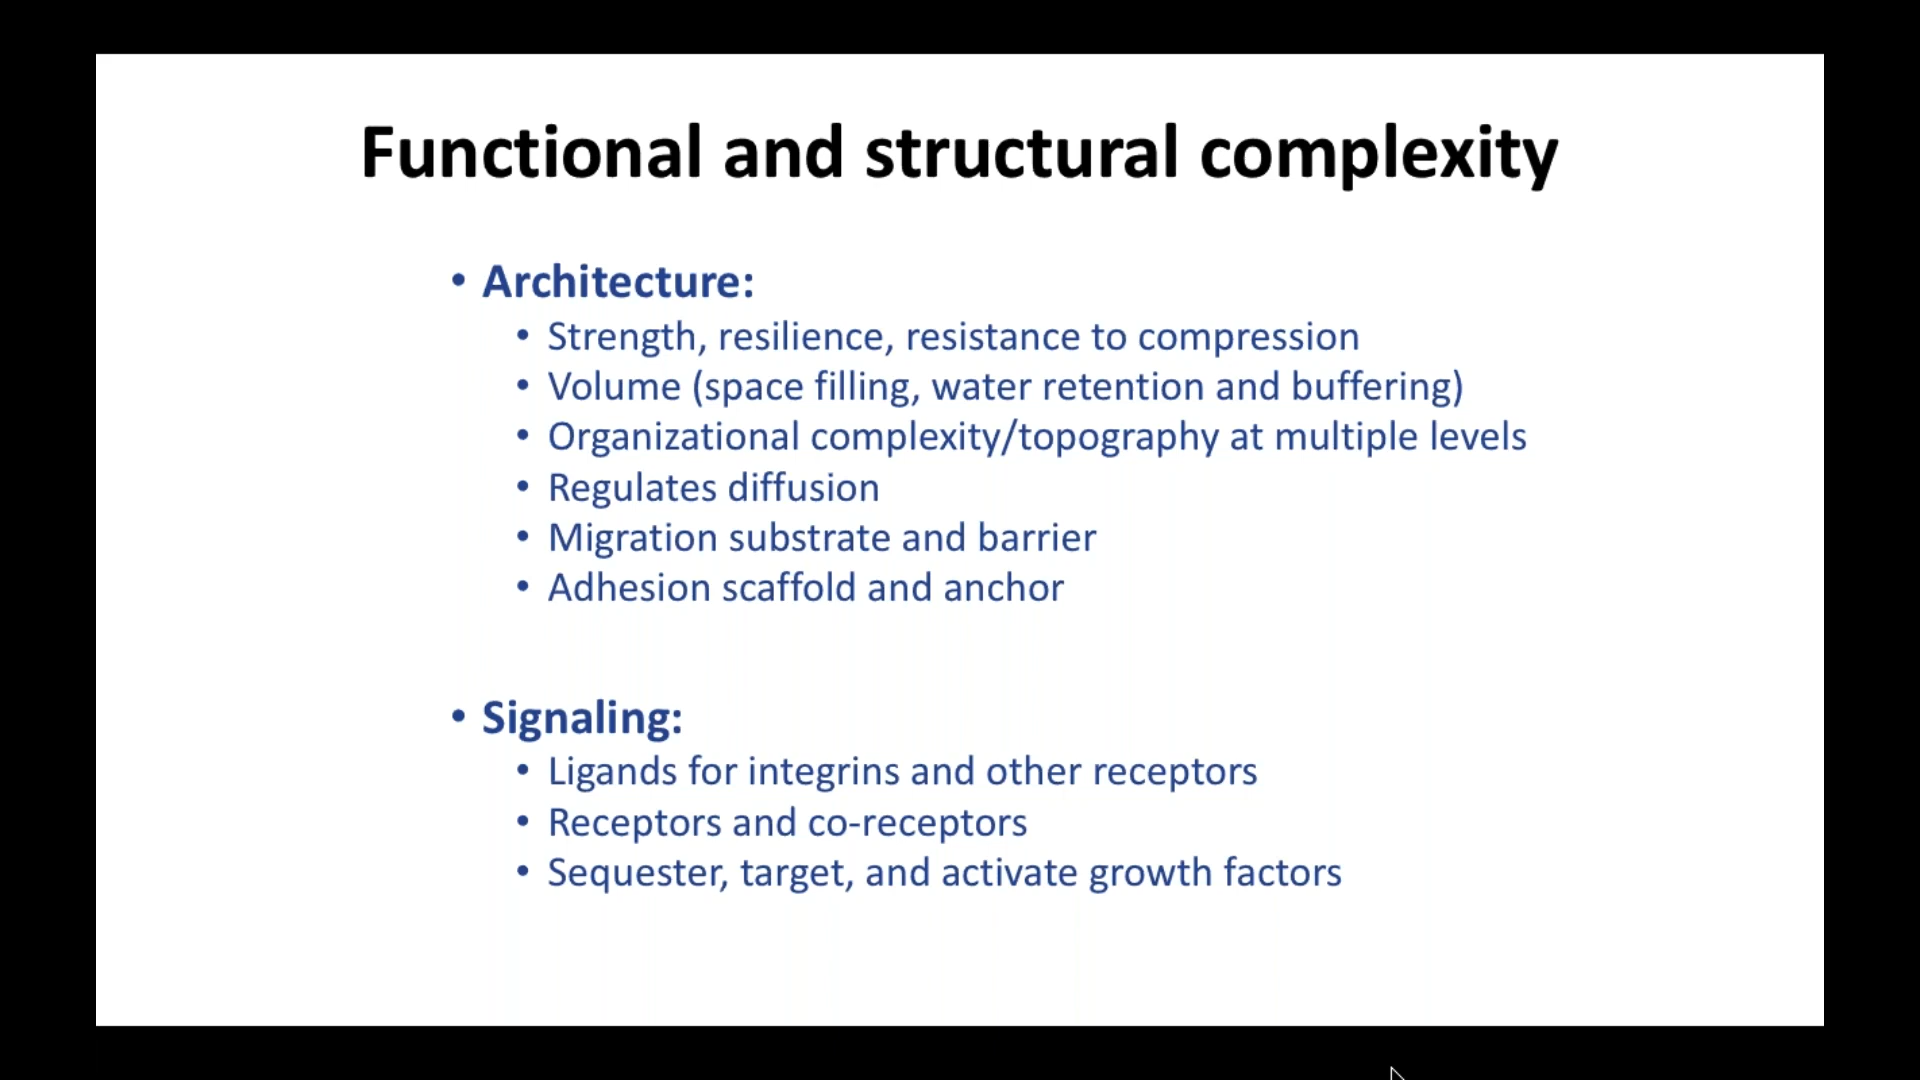 Functional and structural complexity
• Architecture:
• Strength, resilience, resistance to compression
• Volume (space filling, water retention and buffering)
• Organizational complexity/topography at multiple levels
• Regulates diffusion
• Migration substrate and barrier
• Adhesion scaffold and anchor
• Signaling:
• Ligands for integrins and other receptors
• Receptors and co-receptors
• Sequester, target, and activate growth factors